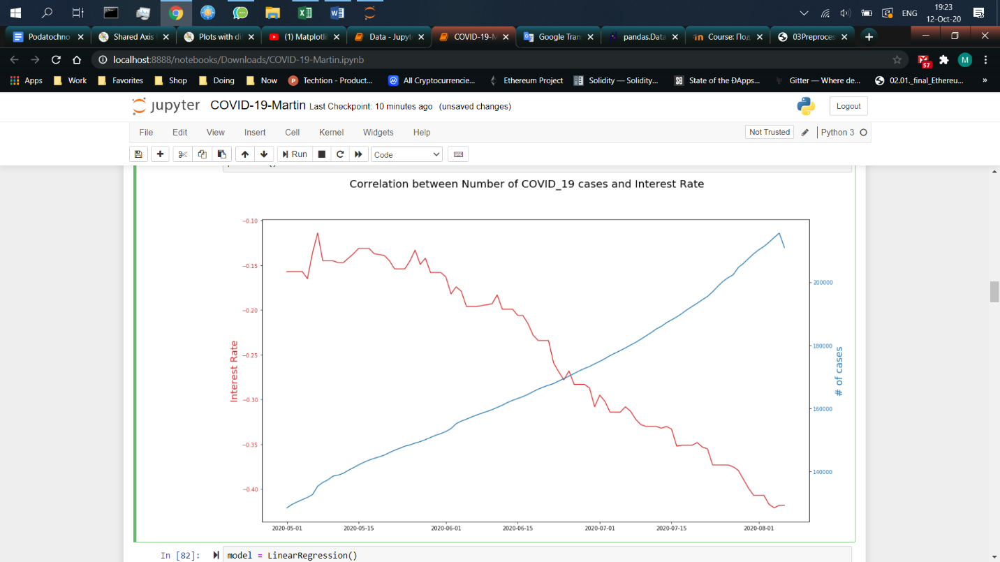 19:23
ENG
12-Oct-20
Podatochno
Shared Axis
Plots with di
(1) Matplotli
Data - Jupyt
COVID-19-M
Google Tran
pandas.Data
Course: Под
03Preproces
localhost:8888/notebooks/Downloads/COVID-19-Martin.ipynb
57
M
Apps Work Favorites Shop Doing Now Techtion - Product... All Cryptocurrencie... Ethereum Project Solidity — Solidity... State of the ĐApps... Gitter — Where de... 02.01._final_Ethereu... »
jupyter COVID-19-Martin Last Checkpoint: 10 minutes ago (unsaved changes)
Logout
File Edit View Insert Cell Kernel Widgets Help
Not Trusted
Python 3
Run
Code
Correlation between Number of COVID_19 cases and Interest Rate
−0.10
−0.15
−0.20
−0.25
−0.30
−0.35
−0.40
Interest Rate
200000
180000
160000
140000
# of cases
2020-05-01 2020-05-15 2020-06-01 2020-06-15 2020-07-01 2020-07-15 2020-08-01
In [82]: model = LinearRegression()